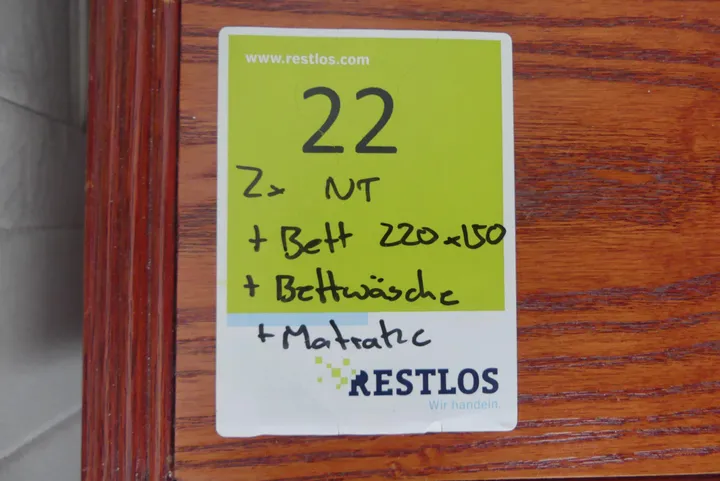 www.restlos.com
22
2x NT
+ Bett 220x150
+ Bettwäsche
+ Matratze
RESTLOS
Wir handeln.